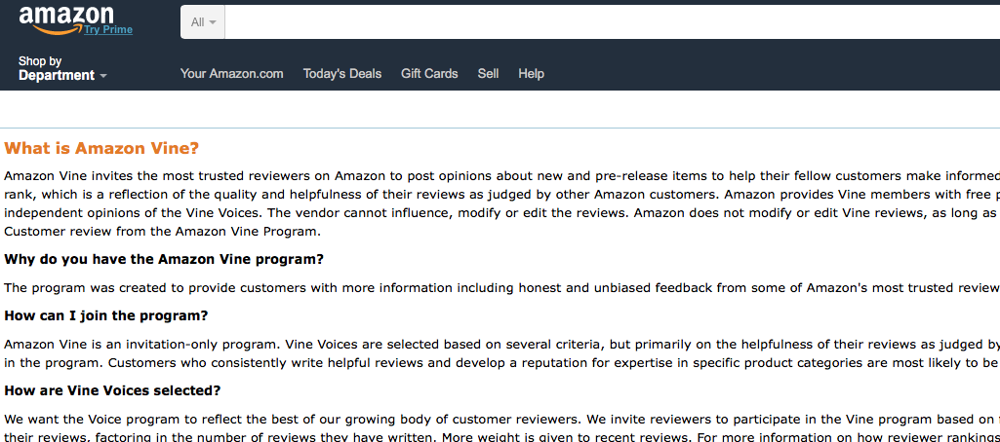 amazon
Try Prime
All
Shop by
Department
Your Amazon.com Today's Deals Gift Cards Sell Help
What is Amazon Vine?
Amazon Vine invites the most trusted reviewers on Amazon to post opinions about new and pre-release items to help their fellow customers make informed
rank, which is a reflection of the quality and helpfulness of their reviews as judged by other Amazon customers. Amazon provides Vine members with free
independent opinions of the Vine Voices. The vendor cannot influence, modify or edit the reviews. Amazon does not modify or edit Vine reviews, as long as
Customer review from the Amazon Vine Program.
Why do you have the Amazon Vine program?
The program was created to provide customers with more information including honest and unbiased feedback from some of Amazon's most trusted review
How can I join the program?
Amazon Vine is an invitation-only program. Vine Voices are selected based on several criteria, but primarily on the helpfulness of their reviews as judged by
in the program. Customers who consistently write helpful reviews and develop a reputation for expertise in specific product categories are most likely to be
How are Vine Voices selected?
We want the Voice program to reflect the best of our growing body of customer reviewers. We invite reviewers to participate in the Vine program based on
their reviews, factoring in the number of reviews they have written. More weight is given to recent reviews. For more information on how reviewer rankings